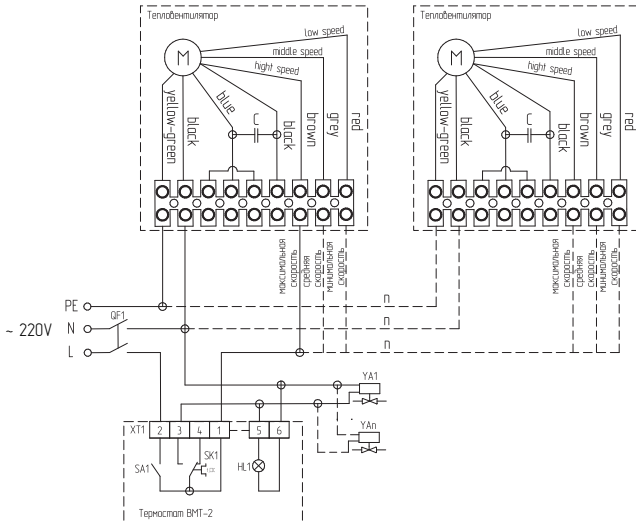 Тепловентилятор
M
low speed
middle speed
hight speed
yellow-green
black
blue
C
black
brown
grey
red
Тепловентилятор
M
low speed
middle speed
hight speed
yellow-green
black
blue
C
black
brown
grey
red
максимальная
скорость
средняя
скорость
минимальная
скорость
максимальная
скорость
средняя
скорость
минимальная
скорость
PE
n
QF1
~ 220V
N
n
L
n
YA1
YAn
XT1
2
3
4
1
5
6
SA1
SK1
HL1
Термостат ВМТ-2